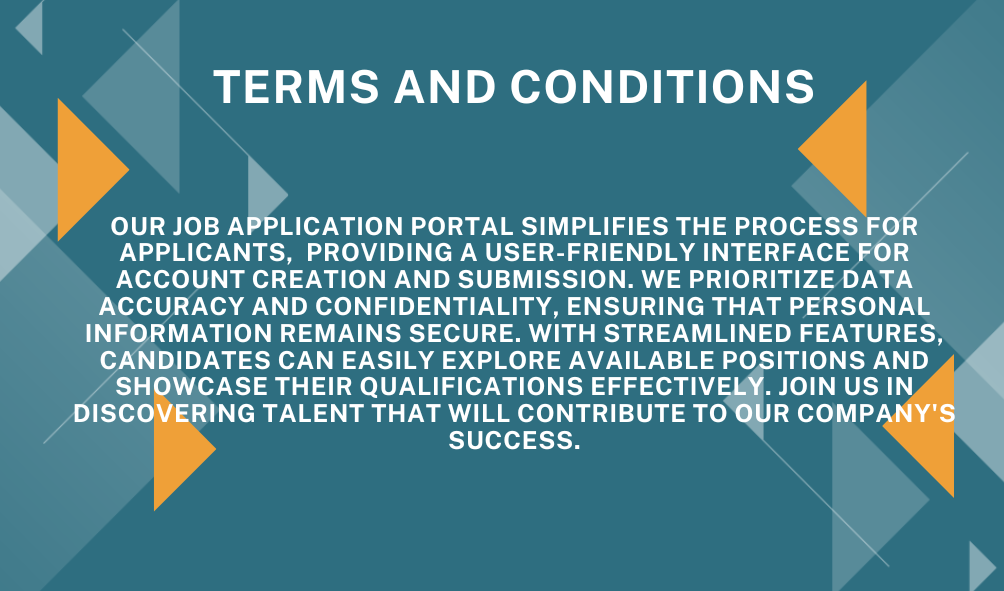 TERMS AND CONDITIONS
OUR JOB APPLICATION PORTAL SIMPLIFIES THE PROCESS FOR
APPLICANTS,  PROVIDING A USER-FRIENDLY INTERFACE FOR
ACCOUNT CREATION AND SUBMISSION. WE PRIORITIZE DATA
ACCURACY AND CONFIDENTIALITY, ENSURING THAT PERSONAL
INFORMATION REMAINS SECURE. WITH STREAMLINED FEATURES,
CANDIDATES CAN EASILY EXPLORE AVAILABLE POSITIONS AND
SHOWCASE THEIR QUALIFICATIONS EFFECTIVELY. JOIN US IN
DISCOVERING TALENT THAT WILL CONTRIBUTE TO OUR COMPANY'S
SUCCESS.